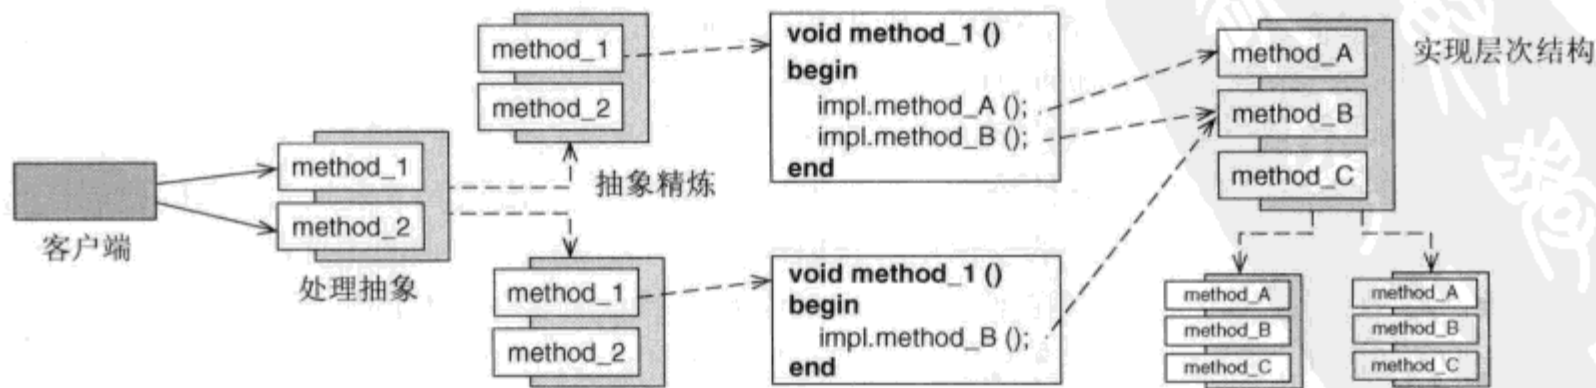 客户端
method_1
method_2
处理抽象
method_1
method_2
抽象精炼
method_1
method_2
void method_1 ()
begin
impl.method_A ();
impl.method_B ();
end
void method_1 ()
begin
impl.method_B ();
end
method_A
method_B
method_C
实现层次结构
method_A
method_B
method_C
method_A
method_B
method_C